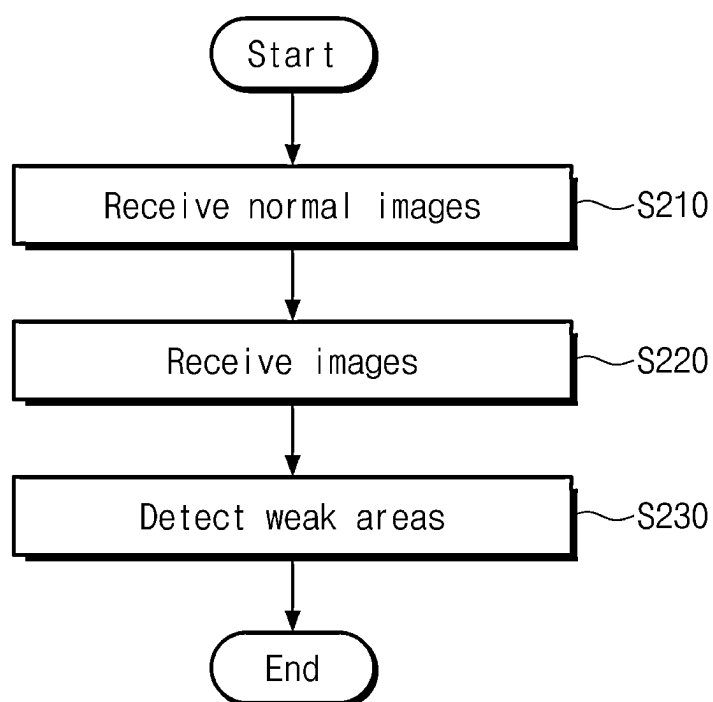 Start
Receive normal images
S210
Receive images
S220
Detect weak areas
S230
End